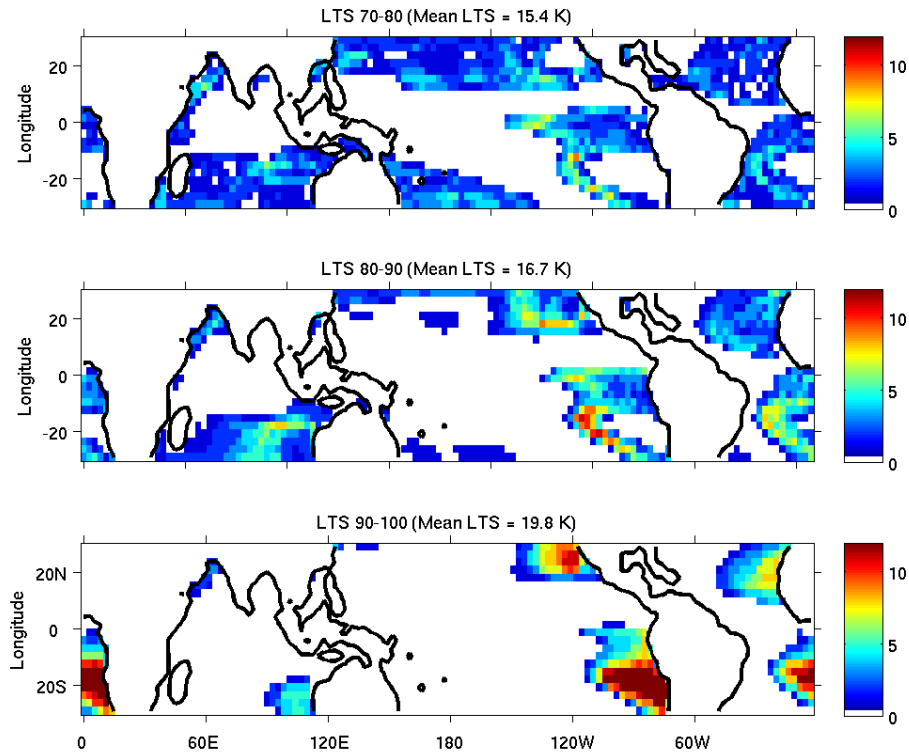 LTS 70-80 (Mean LTS = 15.4 K)
20
0
-20
Longitude
10
5
0
LTS 80-90 (Mean LTS = 16.7 K)
20
0
-20
Longitude
10
5
0
LTS 90-100 (Mean LTS = 19.8 K)
20N
0
20S
Longitude
10
5
0
0
60E
120E
180
120W
60W